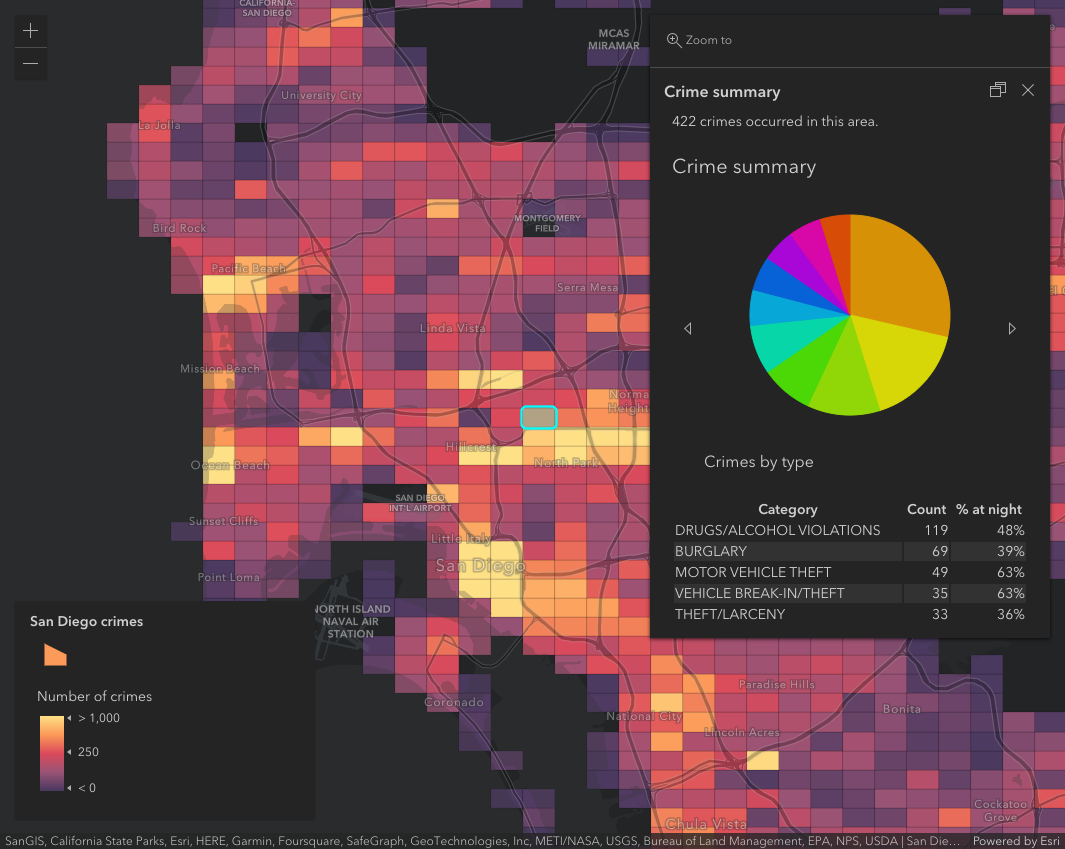 CALIFORNIA-
SAN DIEGO
MCAS
MIRAMAR
University City
La Jolla
Bird Rock
MONTGOMERY
FIELD
Pacific Beach
Serra Mesa
Linda Vista
Mission Beach
Norma
Height
Hillcrest
North Park
Ocean Beach
SAN DIEGO
INT'L AIRPORT
Sunset Cliffs
Little Italy
San Diego
Point Loma
NORTH ISLAND
NAVAL AIR
STATION
Coronado
Paradise Hills
National City
Bonita
Lincoln Acres
Cockatoo
Grove
Chula Vista
Zoom to
Crime summary
422 crimes occurred in this area.
Crime summary
Crimes by type
Category Count % at night
DRUGS/ALCOHOL VIOLATIONS 119 48%
BURGLARY 69 39%
MOTOR VEHICLE THEFT 49 63%
VEHICLE BREAK-IN/THEFT 35 63%
THEFT/LARCENY 33 36%
San Diego crimes
Number of crimes
> 1,000
250
< 0
SanGIS, California State Parks, Esri, HERE, Garmin, Foursquare, SafeGraph, GeoTechnologies, Inc, METI/NASA, USGS, Bureau of Land Management, EPA, NPS, USDA | San Die... Powered by Esri